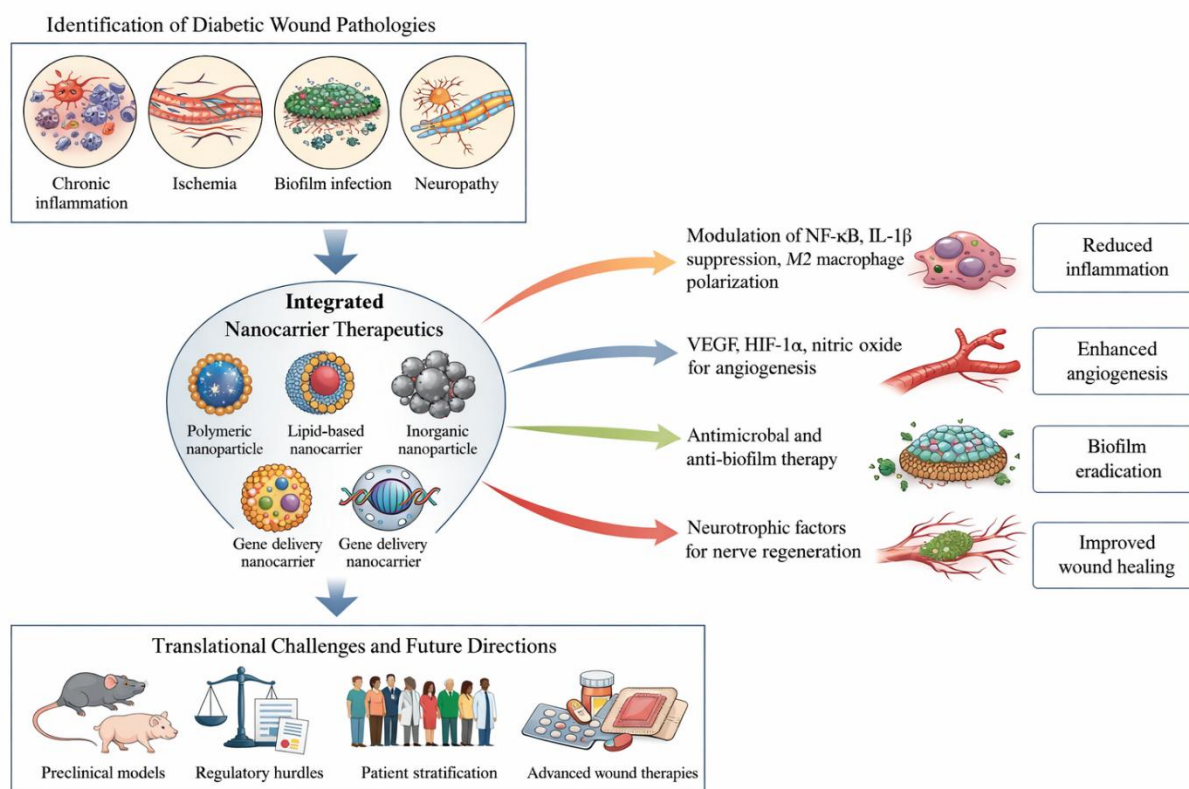 Identification of Diabetic Wound Pathologies
Chronic
inflammation
Ischemia
Biofilm infection
Neuropathy
Integrated
Nanocarrier Therapeutics
Polymeric
nanoparticle
Lipid-based
nanocarrier
Inorganic
nanoparticle
Gene delivery
nanocarrier
Gene delivery
nanocarrier
Modulation of NF-κB, IL-1β
suppression, M2 macrophage
polarization
Reduced
inflammation
VEGF, HIF-1α, nitric oxide
for angiogenesis
Enhanced
angiogenesis
Antimicrobial and
anti-biofilm therapy
Biofilm
eradication
Neurotrophic factors
for nerve regeneration
Improved
wound healing
Translational Challenges and Future Directions
Preclinical models
Regulatory hurdles
Patient stratification
Advanced wound therapies